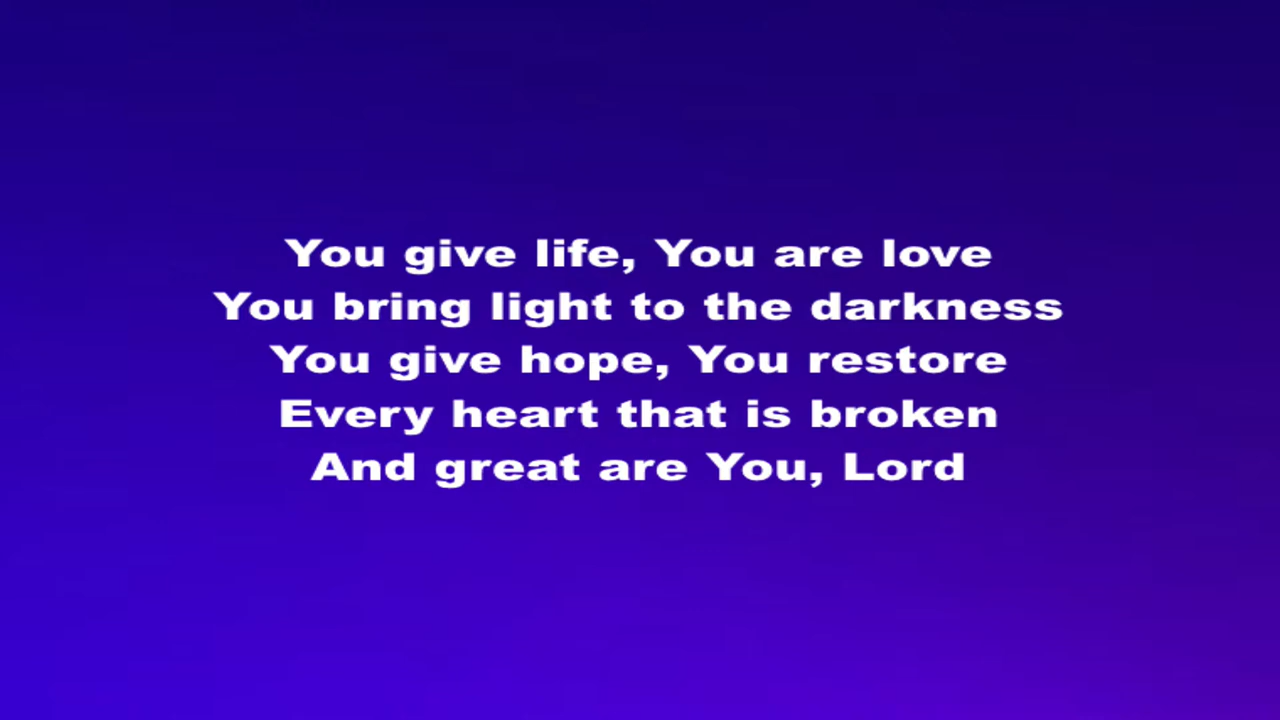 You give life, You are love
You bring light to the darkness
You give hope, You restore
Every heart that is broken
And great are You, Lord